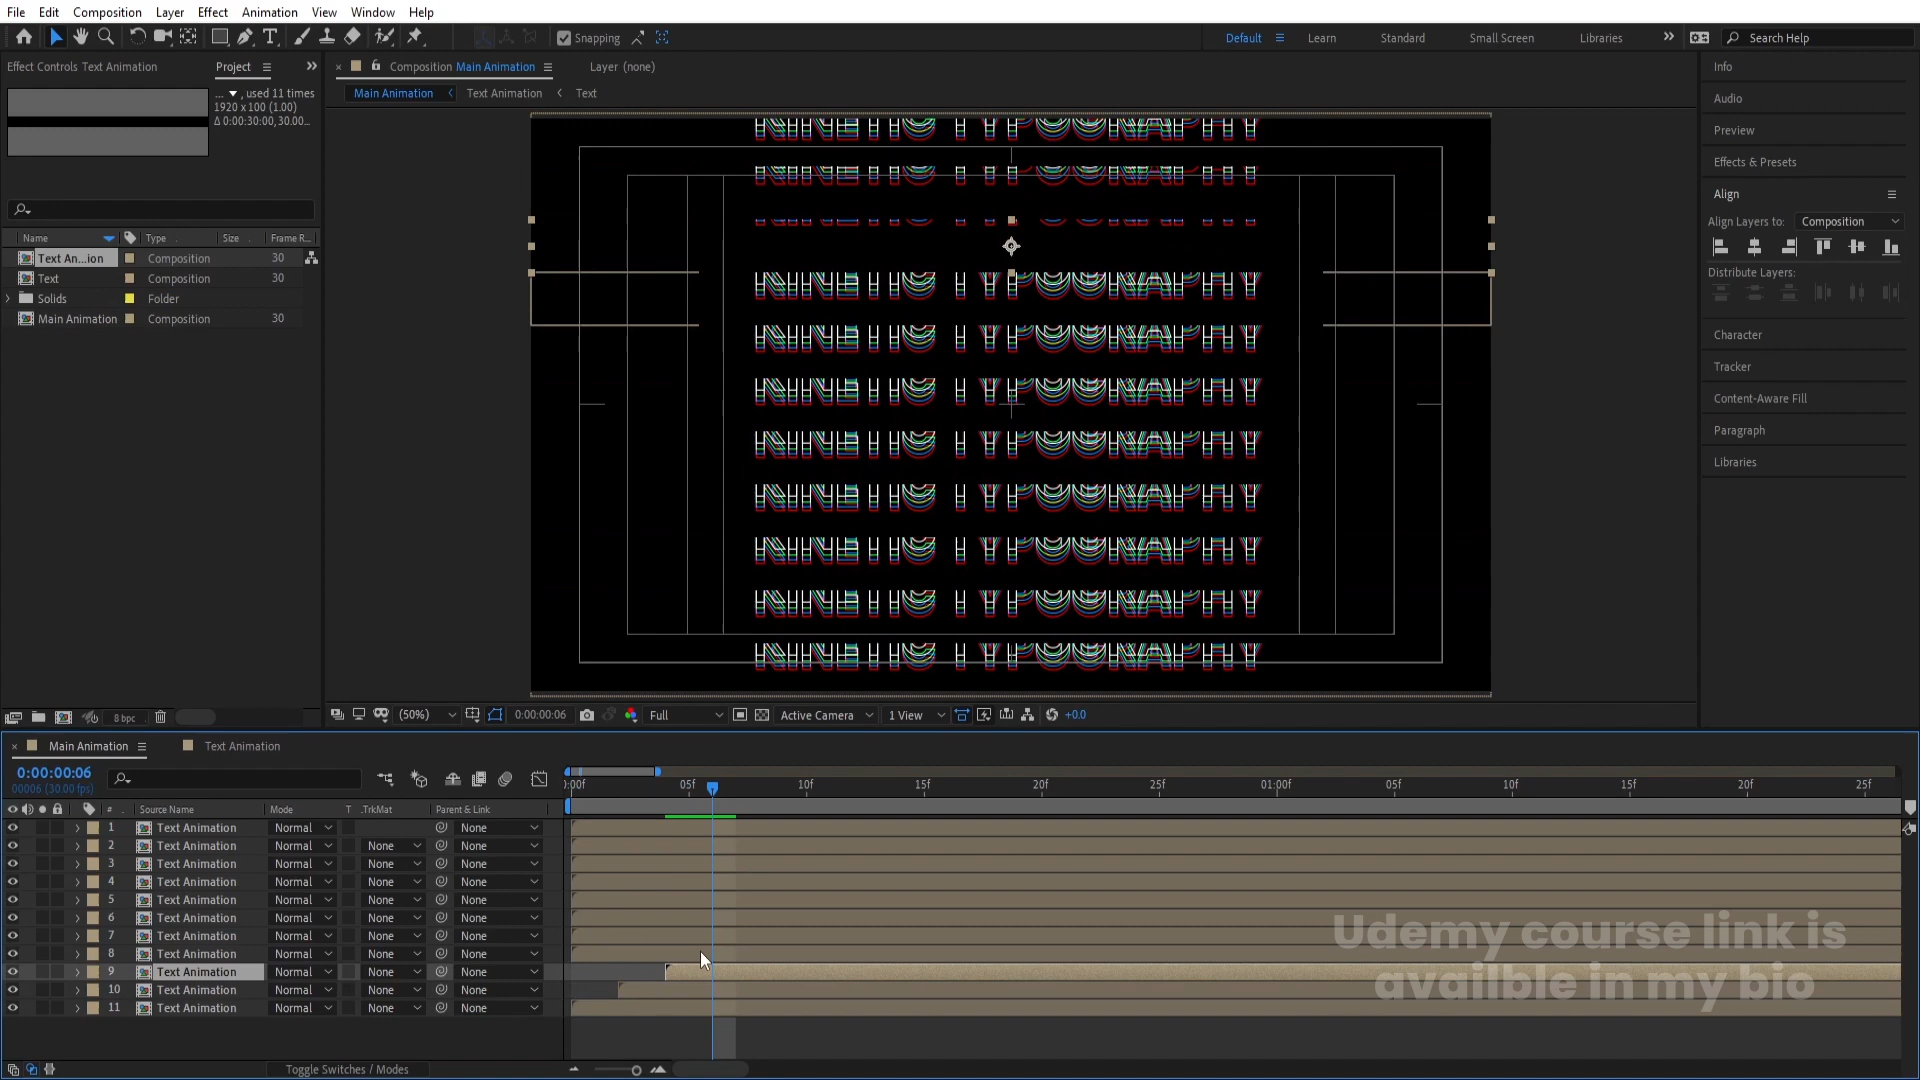 File Edit Composition Layer Effect Animation View Window Help
Snapping Default Learn Standard Small Screen Libraries Search Help
Effect Controls Text Animation Project
Composition Main Animation Layer (none)
... , used 11 times
1920 x 100 (1.00)
Δ 0:00:30:00, 30.00...
Main Animation Text Animation Text
Name Type Size Frame R...
Text An...ion Composition 30
Text Composition 30
Solids Folder
Main Animation Composition 30
8 bpc
(50%) 0:00:00:06 Full Active Camera 1 View +0.0
Info
Audio
Preview
Effects & Presets
Align
Align Layers to: Composition
Distribute Layers:
Character
Tracker
Content-Aware Fill
Paragraph
Libraries
Main Animation Text Animation
0:00:00:06
00006 (30.00 fps)
:00f 05f 10f 15f 20f 25f 01:00f 05f 10f 15f 20f 25f
# Source Name Mode T .TrkMat Parent & Link
1 Text Animation Normal None
2 Text Animation Normal None None
3 Text Animation Normal None None
4 Text Animation Normal None None
5 Text Animation Normal None None
6 Text Animation Normal None None
7 Text Animation Normal None None
8 Text Animation Normal None None
9 Text Animation Normal None None
10 Text Animation Normal None None
11 Text Animation Normal None None
Udemy course link is
availble in my bio
Toggle Switches / Modes